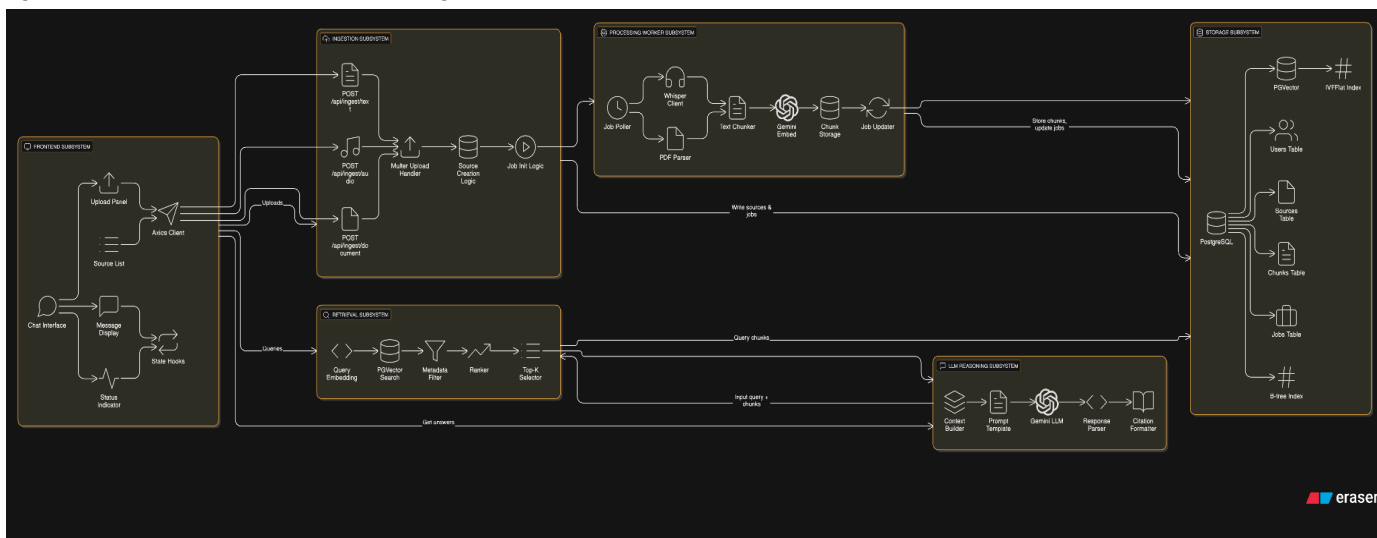 FRONTEND SUBSYSTEM
Upload Panel
Axios Client
Source List
Chat Interface
Message
Display
State Hooks
Status
Indicator
Uploads
Queries
Get answers
INGESTION SUBSYSTEM
POST
/api/ingest/tex
t
POST
/api/ingest/au
dio
POST
/api/ingest/do
cument
Multer Upload
Handler
Source
Creation
Logic
Job Init Logic
PROCESSING WORKER SUBSYSTEM
Job Poller
Whisper
Client
PDF Parser
Text Chunker
Gemini
Embed
Chunk
Storage
Job Updater
Store chunks,
update jobs
Write sources &
jobs
RETRIEVAL SUBSYSTEM
Query
Embedding
PGVector
Search
Metadata
Filter
Ranker
Top-K
Selector
Query chunks
Input query +
chunks
LLM REASONING SUBSYSTEM
Context
Builder
Prompt
Template
Gemini LLM
Response
Parser
Citation
Formatter
STORAGE SUBSYSTEM
PGVector
IVFFlat Index
Users Table
Sources
Table
PostgreSQL
Chunks Table
Jobs Table
B-tree Index
eraser